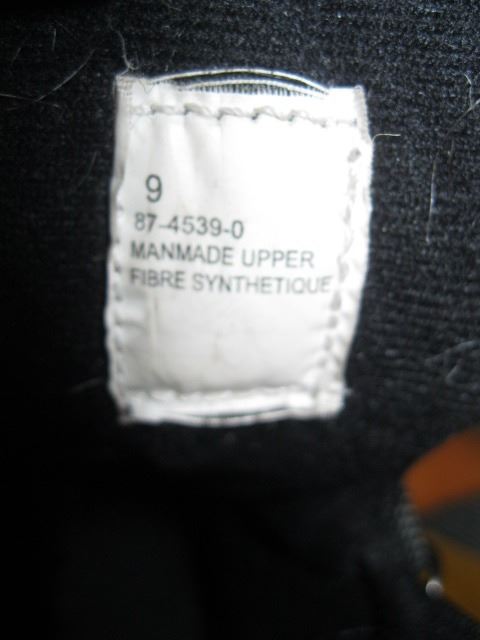 9
87-4539-0
MANMADE UPPER
FIBRE SYNTHETIQUE